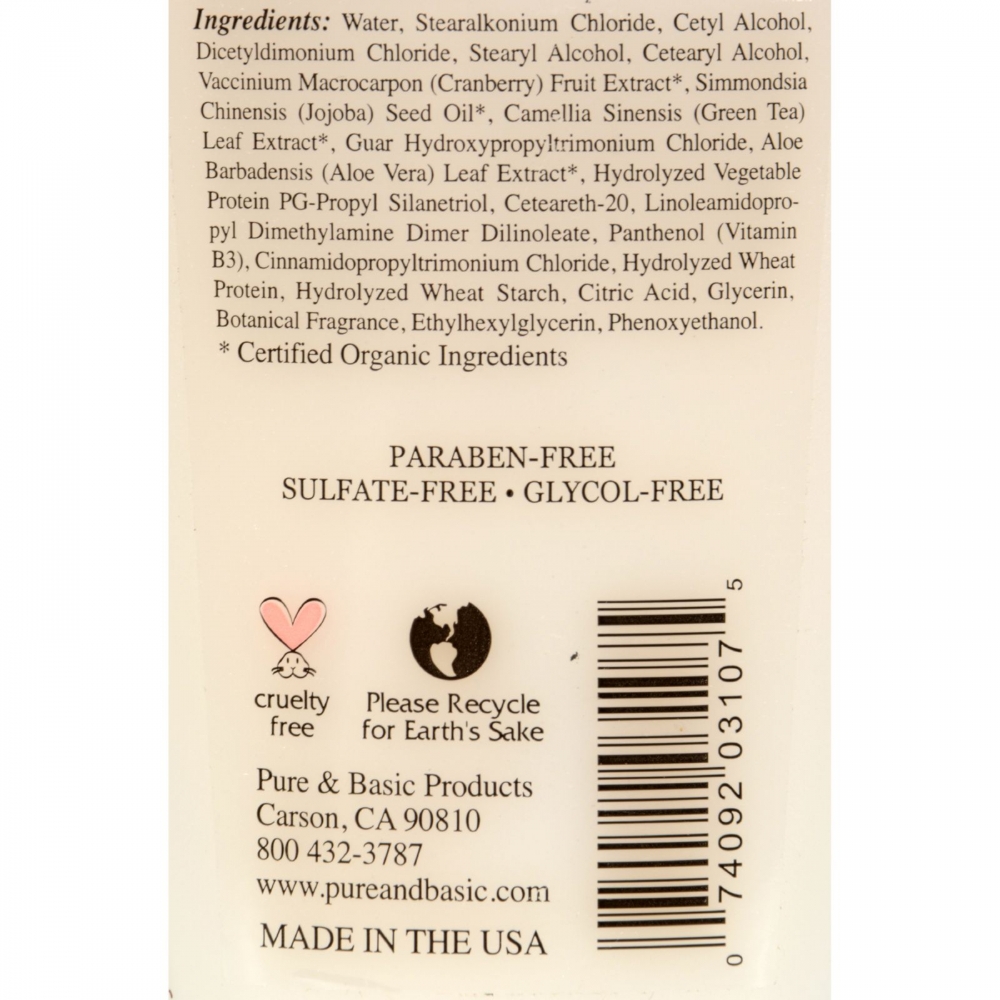 Ingredients: Water, Stearalkonium Chloride, Cetyl Alcohol,
Dicetyldimonium Chloride, Stearyl Alcohol, Cetearyl Alcohol,
Vaccinium Macrocarpon (Cranberry) Fruit Extract*, Simmondsia
Chinensis (Jojoba) Seed Oil*, Camellia Sinensis (Green Tea)
Leaf Extract*, Guar Hydroxypropyltrimonium Chloride, Aloe
Barbadensis (Aloe Vera) Leaf Extract*, Hydrolyzed Vegetable
Protein PG-Propyl Silanetriol, Ceteareth-20, Linoleamidopro-
pyl Dimethylamine Dimer Dilinoleate, Panthenol (Vitamin
B3), Cinnamidopropyltrimonium Chloride, Hydrolyzed Wheat
Protein, Hydrolyzed Wheat Starch, Citric Acid, Glycerin,
Botanical Fragrance, Ethylhexylglycerin, Phenoxyethanol.
* Certified Organic Ingredients
PARABEN-FREE
SULFATE-FREE • GLYCOL-FREE
cruelty
free
Please Recycle
for Earth's Sake
Pure & Basic Products
Carson, CA 90810
800 432-3787
www.pureandbasic.com
MADE IN THE USA
0 74092 03107 5